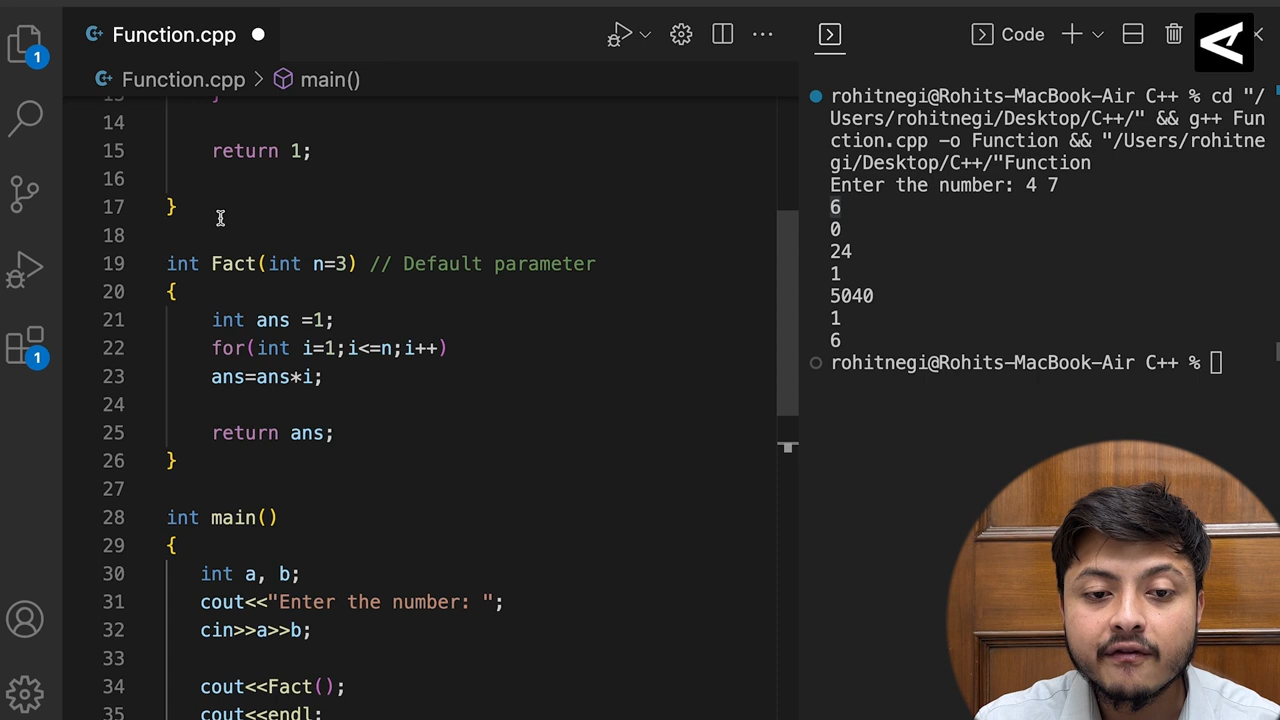 Function.cpp
Code
1
Function.cpp > main()
14
15 return 1;
16
17 }
18
19 int Fact(int n=3) // Default parameter
20 {
21 int ans =1;
22 for(int i=1;i<=n;i++)
23 ans=ans*i;
24
25 return ans;
26 }
27
28 int main()
29 {
30 int a, b;
31 cout<<"Enter the number: ";
32 cin>>a>>b;
33
34 cout<<Fact();
35 cout<<endl;
1
rohitnegi@Rohits-MacBook-Air C++ % cd "/
Users/rohitnegi/Desktop/C++/" && g++ Fun
ction.cpp -o Function && "/Users/rohitne
gi/Desktop/C++/"Function
Enter the number: 4 7
6
0
24
1
5040
1
6
rohitnegi@Rohits-MacBook-Air C++ %